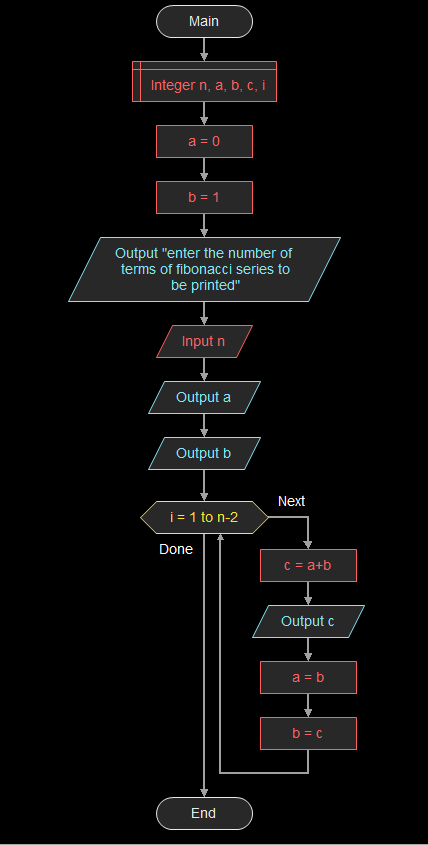 Main
Integer n, a, b, c, i
a = 0
b = 1
Output "enter the number of
terms of fibonacci series to
be printed"
Input n
Output a
Output b
i = 1 to n-2
Next
Done
c = a+b
Output c
a = b
b = c
End